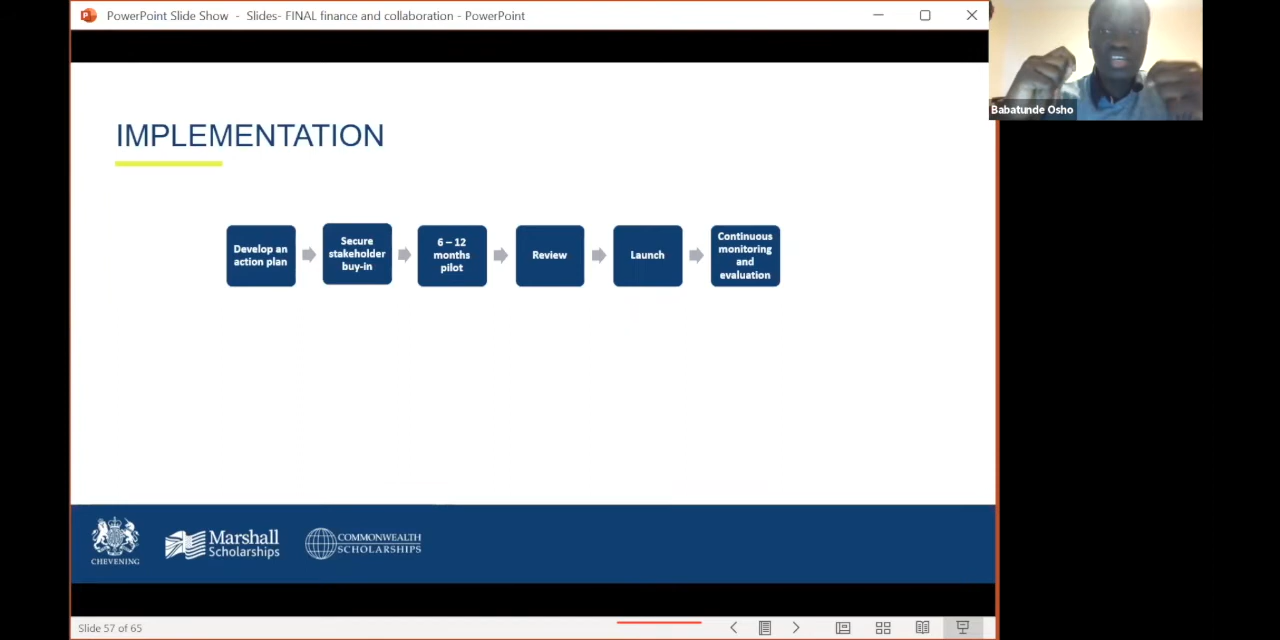 PowerPoint Slide Show - Slides- FINAL finance and collaboration - PowerPoint
Babatunde Osho
IMPLEMENTATION
Develop an
action plan
Secure
stakeholder
buy-in
6 – 12
months
pilot
Review
Launch
Continuous
monitoring
and
evaluation
CHEVENING
Marshall
Scholarships
COMMONWEALTH
SCHOLARSHIPS
Slide 57 of 65